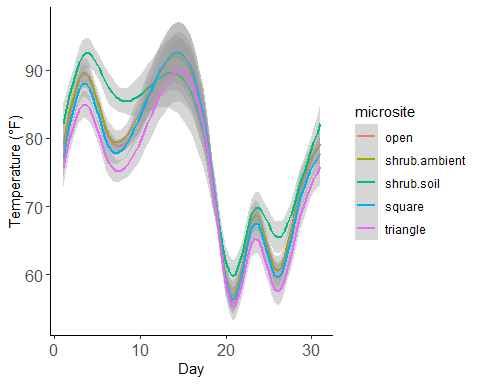 90
80
70
60
Temperature (°F)
0
10
20
30
Day
microsite
open
shrub.ambient
shrub.soil
square
triangle